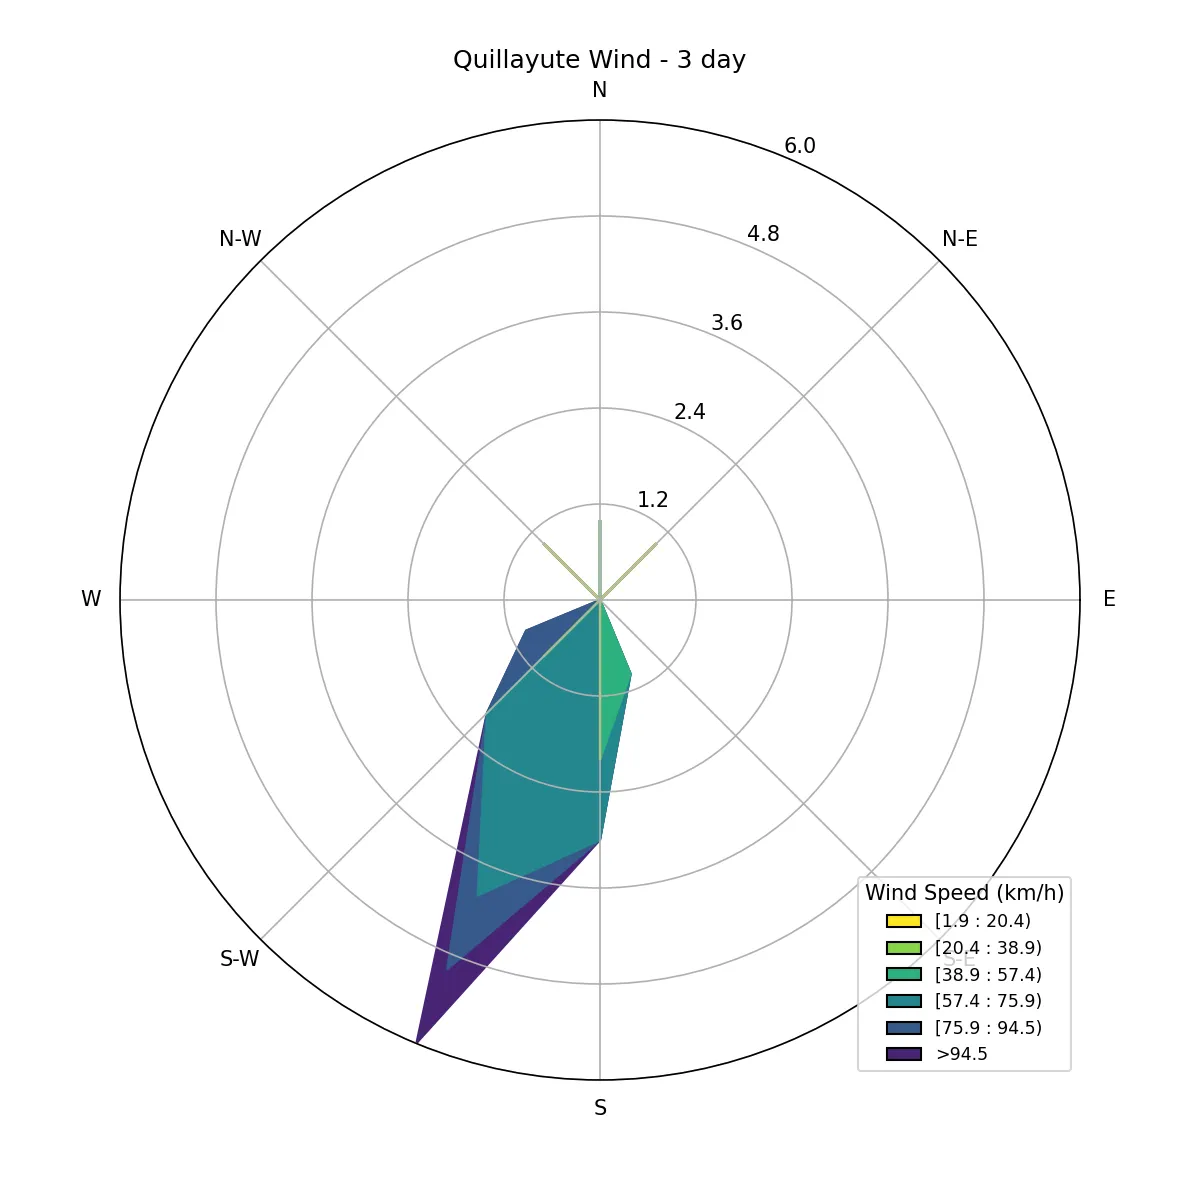 Quillayute Wind - 3 day
N
6.0
N-W
4.8
N-E
3.6
2.4
1.2
W
E
S-W
S-E
S
Wind Speed (km/h)
[1.9 : 20.4)
[20.4 : 38.9)
[38.9 : 57.4)
[57.4 : 75.9)
[75.9 : 94.5)
>94.5